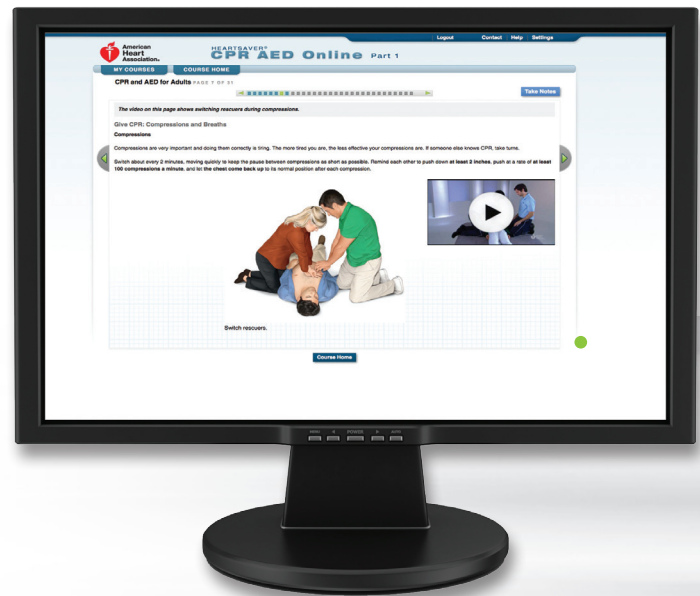 Logout Contact Help Settings
American
Heart
Association®
HEARTSAVER®
CPR AED Online Part 1
MY COURSES COURSE HOME
CPR and AED for Adults PAGE 7 OF 31
Take Notes
The video on this page shows switching rescuers during compressions.
Give CPR: Compressions and Breaths
Compressions
Compressions are very important and doing them correctly is tiring. The more tired you are, the less effective your compressions are. If someone else knows CPR, take turns.
Switch about every 2 minutes, moving quickly to keep the pause between compressions as short as possible. Remind each other to push down at least 2 inches, push at a rate of at least
100 compressions a minute, and let the chest come back up to its normal position after each compression.
Switch rescuers.
Course Home
MENU POWER AUTO